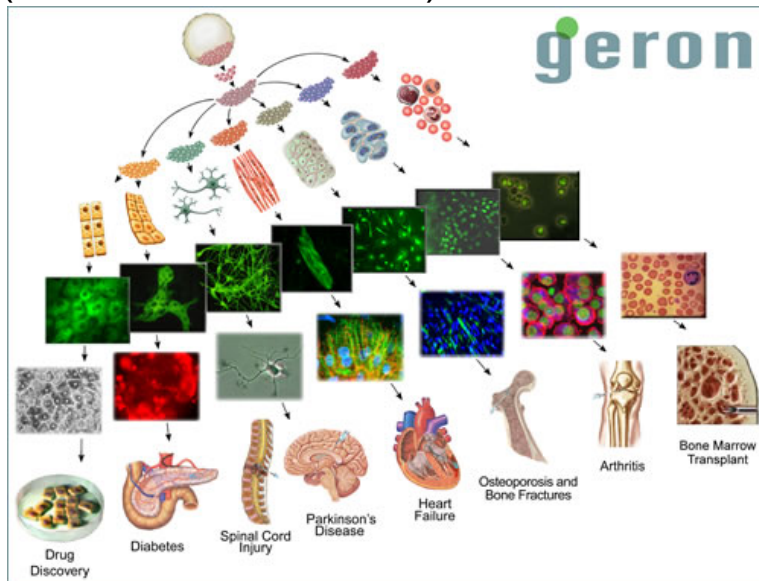 geron
Bone Marrow
Transplant
Arthritis
Osteoporosis and
Bone Fractures
Heart
Failure
Parkinson's
Disease
Spinal Cord
Injury
Diabetes
Drug
Discovery